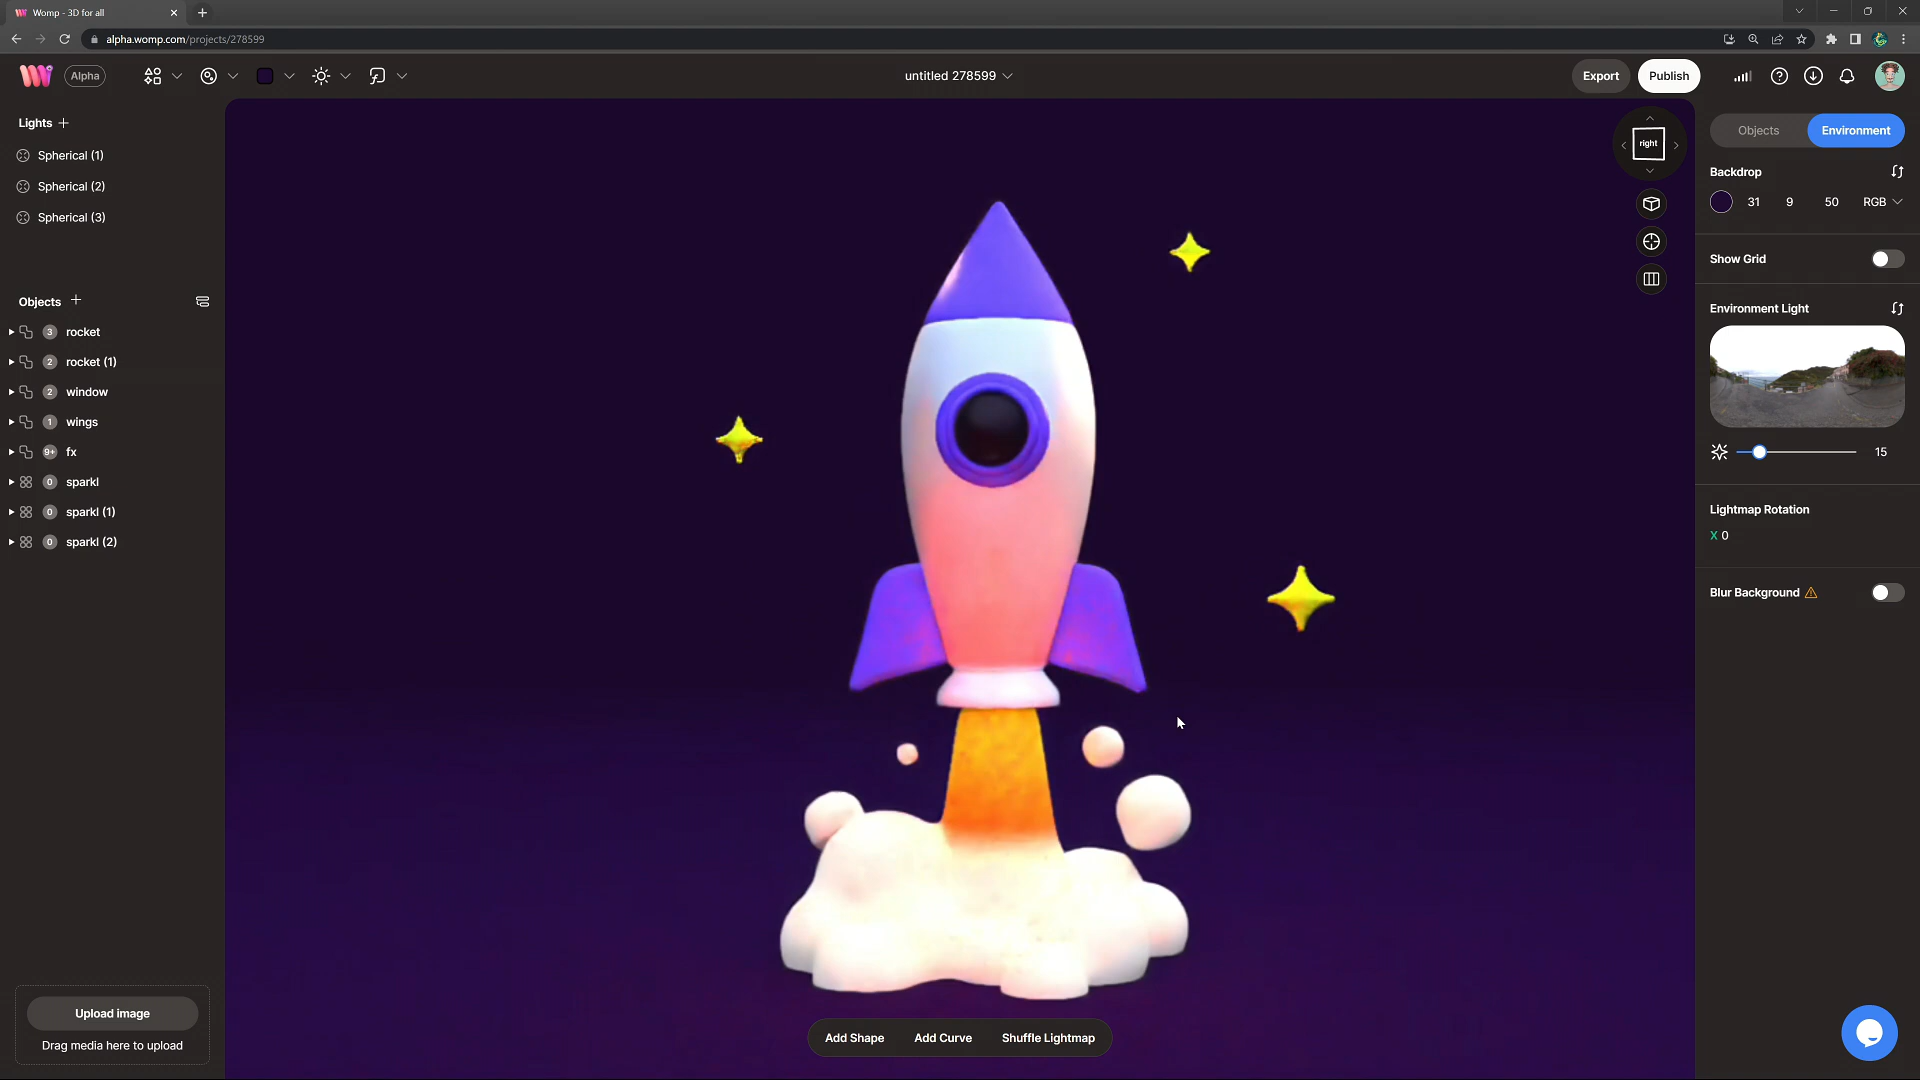 Womp - 3D for all
alpha.womp.com/projects/278599
Alpha
untitled 278599
Export
Publish
Lights
Spherical (1)
Spherical (2)
Spherical (3)
Objects
3 rocket
2 rocket (1)
2 window
1 wings
9+ fx
0 sparkl
0 sparkl (1)
0 sparkl (2)
Upload image
Drag media here to upload
right
Add Shape
Add Curve
Shuffle Lightmap
Objects
Environment
Backdrop
31 9 50 RGB
Show Grid
Environment Light
15
Lightmap Rotation
X 0
Blur Background